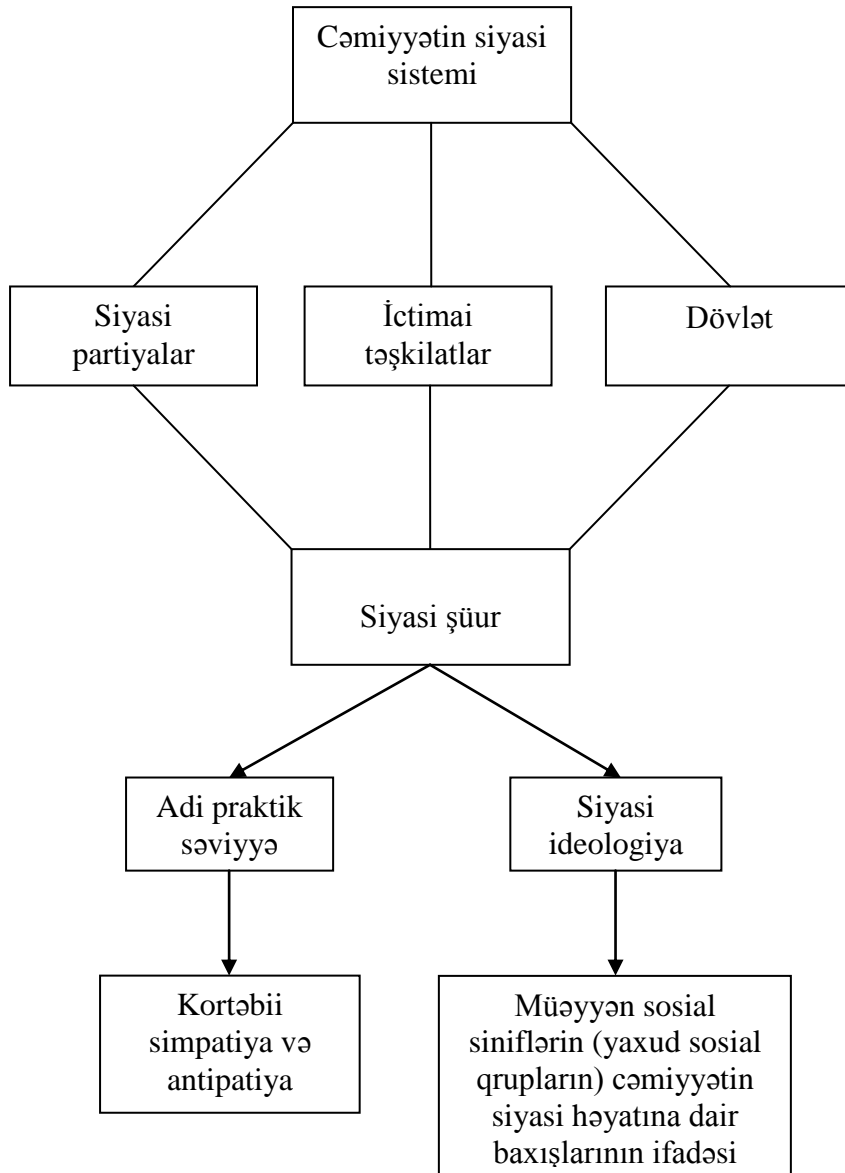 Cəmiyyətin siyasi
sistemi
Siyasi
partiyalar
İctimai
təşkilatlar
Dövlət
Siyasi şüur
Adi praktik
səviyyə
Siyasi
ideologiya
Kortəbii
simpatiya və
antipatiya
Müəyyən sosial
siniflərin (yaxud sosial
qrupların) cəmiyyətin
siyasi həyatına dair
baxışlarının ifadəsi